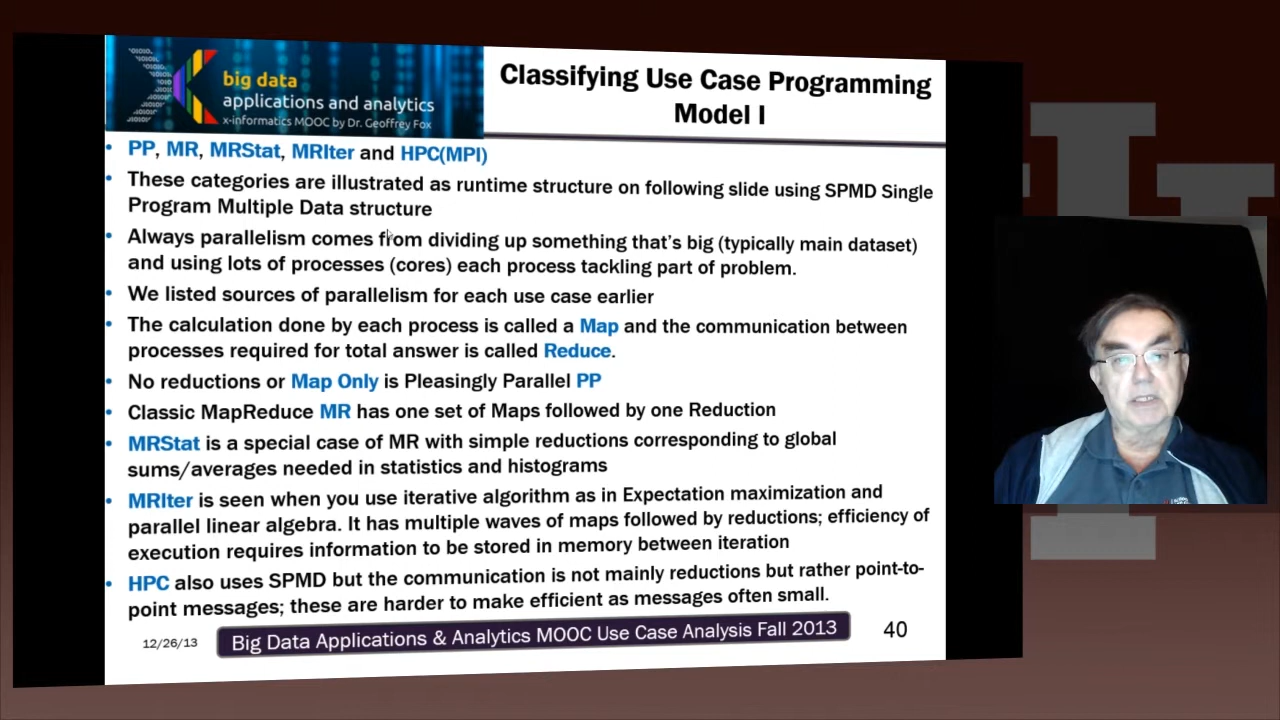 big data
applications and analytics
x-informatics MOOC by Dr. Geoffrey Fox
Classifying Use Case Programming
Model I
• PP, MR, MRStat, MRIter and HPC(MPI)
• These categories are illustrated as runtime structure on following slide using SPMD Single
Program Multiple Data structure
• Always parallelism comes from dividing up something that's big (typically main dataset)
and using lots of processes (cores) each process tackling part of problem.
• We listed sources of parallelism for each use case earlier
• The calculation done by each process is called a Map and the communication between
processes required for total answer is called Reduce.
• No reductions or Map Only is Pleasingly Parallel PP
• Classic MapReduce MR has one set of Maps followed by one Reduction
• MRStat is a special case of MR with simple reductions corresponding to global
sums/averages needed in statistics and histograms
• MRIter is seen when you use iterative algorithm as in Expectation maximization and
parallel linear algebra. It has multiple waves of maps followed by reductions; efficiency of
execution requires information to be stored in memory between iteration
• HPC also uses SPMD but the communication is not mainly reductions but rather point-to-
point messages; these are harder to make efficient as messages often small.
12/26/13
Big Data Applications & Analytics MOOC Use Case Analysis Fall 2013
40